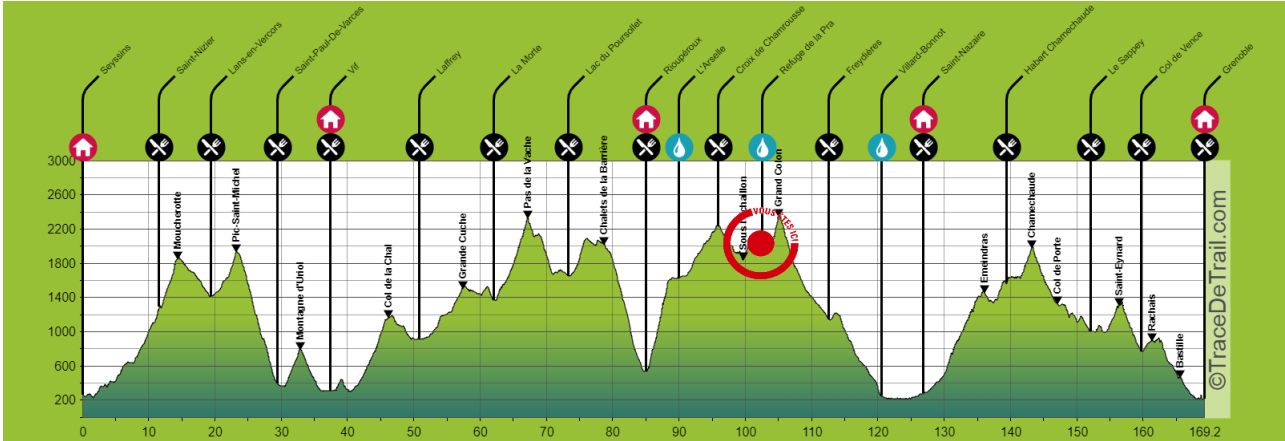 Seyssins
Saint-Nizier
Lans-en-Vercors
Saint-Paul-De-Varces
Vif
Laffrey
La Morte
Lac du Poursollet
Rioupéroux
L'Arselle
Croix de Chamrousse
Refuge de la Pra
Freydières
Villard-Bonnot
Saint-Nazaire
Habert Chamechaude
Le Sappey
Col de Vence
Grenoble
3000
2600
2200
1800
1400
1000
600
200
Moucherotte
Pic-Saint-Michel
Montagne d'Uriol
Col de la Chal
Grande Cuche
Pas de la Vache
Chalets de la Barrière
Grand Colon
VOUS ETES ICI
Emeindras
Chamechaude
Col de Porte
Saint-Eynard
Rachais
Bastille
©TraceDeTrail.com
0 10 20 30 40 50 60 70 80 90 100 110 120 130 140 150 160 169.2